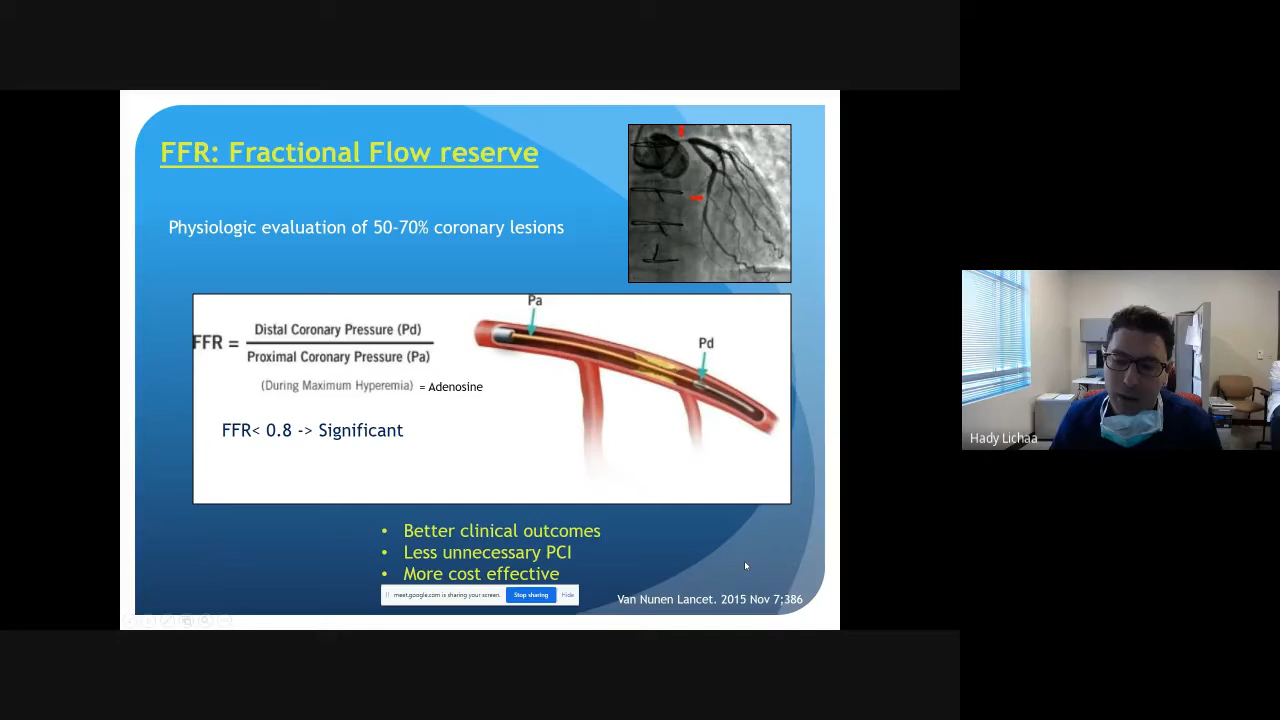 FFR: Fractional Flow reserve
Physiologic evaluation of 50-70% coronary lesions
Pa
Pd
FFR =
Distal Coronary Pressure (Pd)
Proximal Coronary Pressure (Pa)
(During Maximum Hyperemia) = Adenosine
FFR< 0.8 -> Significant
• Better clinical outcomes
• Less unnecessary PCI
• More cost effective
meet.google.com is sharing your screen. Stop sharing Hide
Van Nunen Lancet. 2015 Nov 7;386
Hady Lichaa